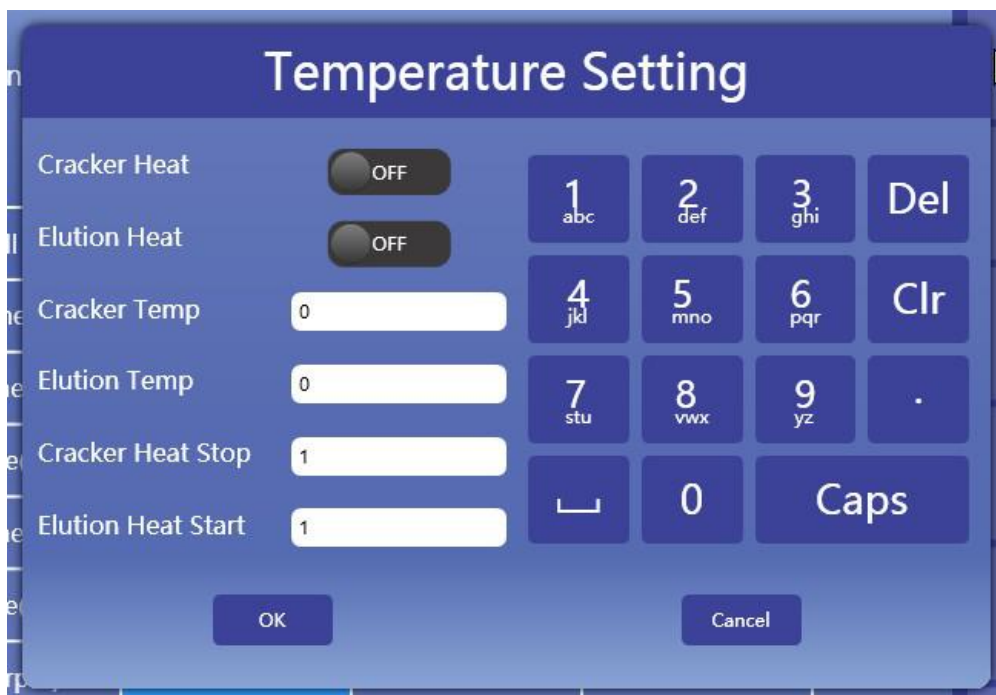 Temperature Setting
Cracker Heat
OFF
Elution Heat
OFF
Cracker Temp
0
Elution Temp
0
Cracker Heat Stop
1
Elution Heat Start
1
1 2 3 Del
abc def ghi
4 5 6 Clr
jkl mno pqr
7 8 9 .
stu vwx yz
0 Caps
OK Cancel